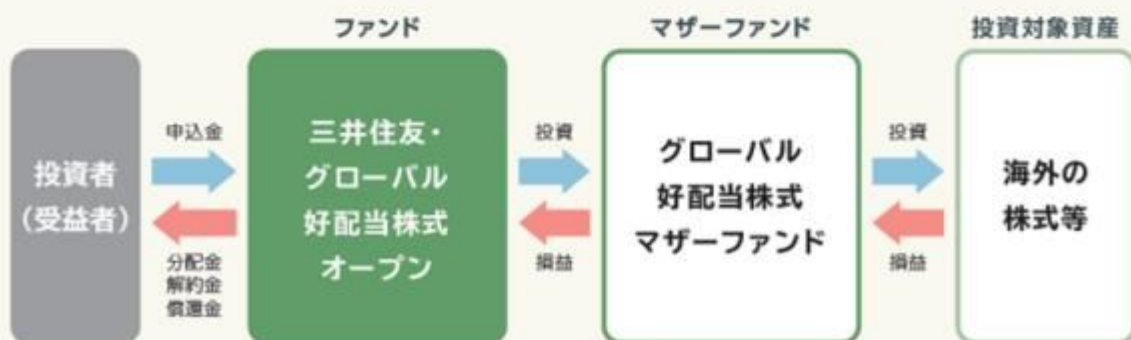 ファンド
マザーファンド
投資対象資産
投資者
(受益者)
申込金
分配金
解約金
償還金
三井住友・
グローバル
好配当株式
オープン
投資
損益
グローバル
好配当株式
マザーファンド
投資
損益
海外の
株式等